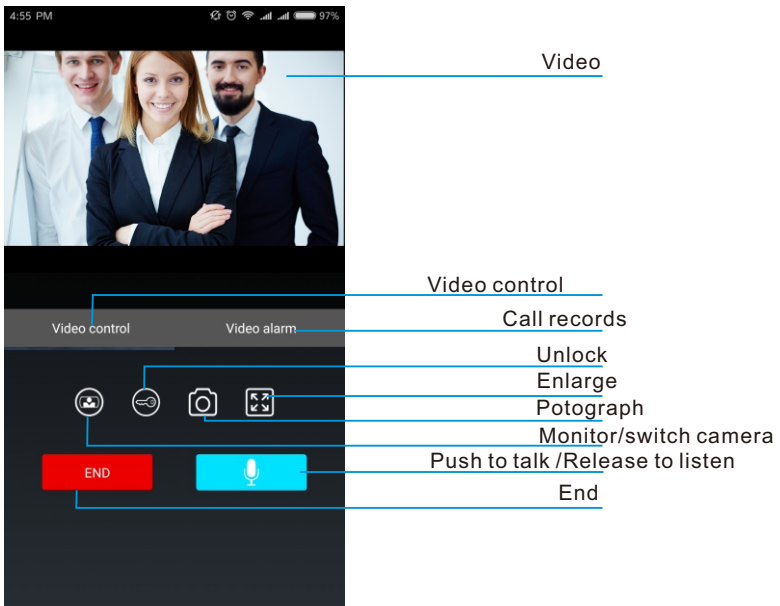 4:55 PM 97%
Video
Video control
Call records
Video control Video alarm
Unlock
Enlarge
Potograph
Monitor/switch camera
Push to talk /Release to listen
END
End